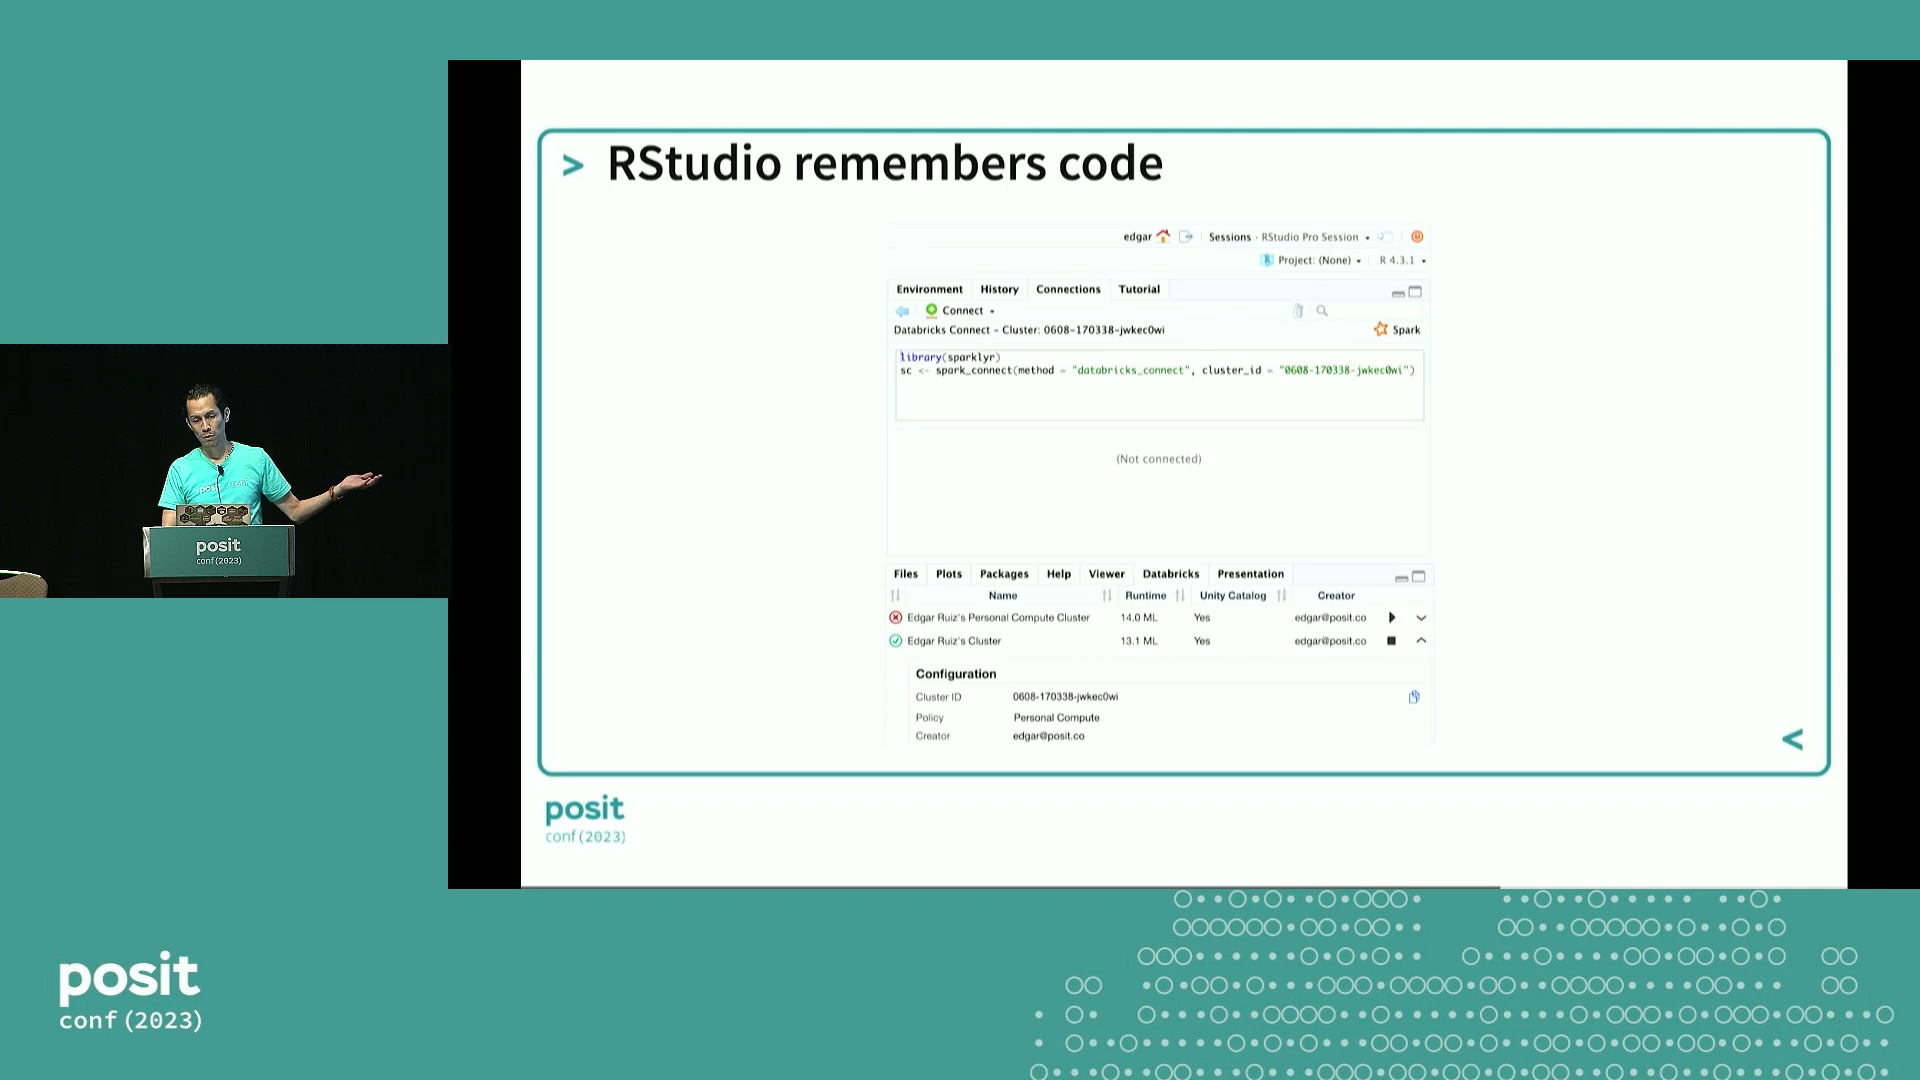 > RStudio remembers code
edgar Sessions · RStudio Pro Session
Project: (None) R 4.3.1
Environment History Connections Tutorial
Connect
Databricks Connect - Cluster: 0608-170338-jwkec0wi Spark
library(sparklyr)
sc <- spark_connect(method = "databricks_connect", cluster_id = "0608-170338-jwkec0wi")
(Not connected)
Files Plots Packages Help Viewer Databricks Presentation
Name Runtime Unity Catalog Creator
Edgar Ruiz's Personal Compute Cluster 14.0 ML Yes edgar@posit.co
Edgar Ruiz's Cluster 13.1 ML Yes edgar@posit.co
Configuration
Cluster ID 0608-170338-jwkec0wi
Policy Personal Compute
Creator edgar@posit.co
<
posit
conf(2023)
posit
conf(2023)
posit
conf(2023)